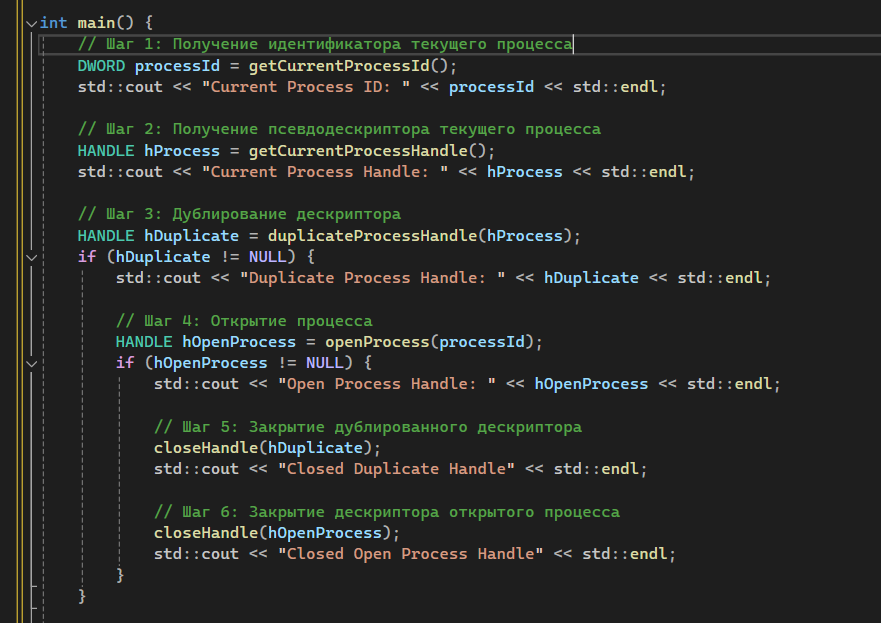 int main() {
// Шаг 1: Получение идентификатора текущего процесса
DWORD processId = getCurrentProcessId();
std::cout << "Current Process ID: " << processId << std::endl;
// Шаг 2: Получение псевдодескриптора текущего процесса
HANDLE hProcess = getCurrentProcessHandle();
std::cout << "Current Process Handle: " << hProcess << std::endl;
// Шаг 3: Дублирование дескриптора
HANDLE hDuplicate = duplicateProcessHandle(hProcess);
if (hDuplicate != NULL) {
std::cout << "Duplicate Process Handle: " << hDuplicate << std::endl;
// Шаг 4: Открытие процесса
HANDLE hOpenProcess = openProcess(processId);
if (hOpenProcess != NULL) {
std::cout << "Open Process Handle: " << hOpenProcess << std::endl;
// Шаг 5: Закрытие дублированного дескриптора
closeHandle(hDuplicate);
std::cout << "Closed Duplicate Handle" << std::endl;
// Шаг 6: Закрытие дескриптора открытого процесса
closeHandle(hOpenProcess);
std::cout << "Closed Open Process Handle" << std::endl;
}
}